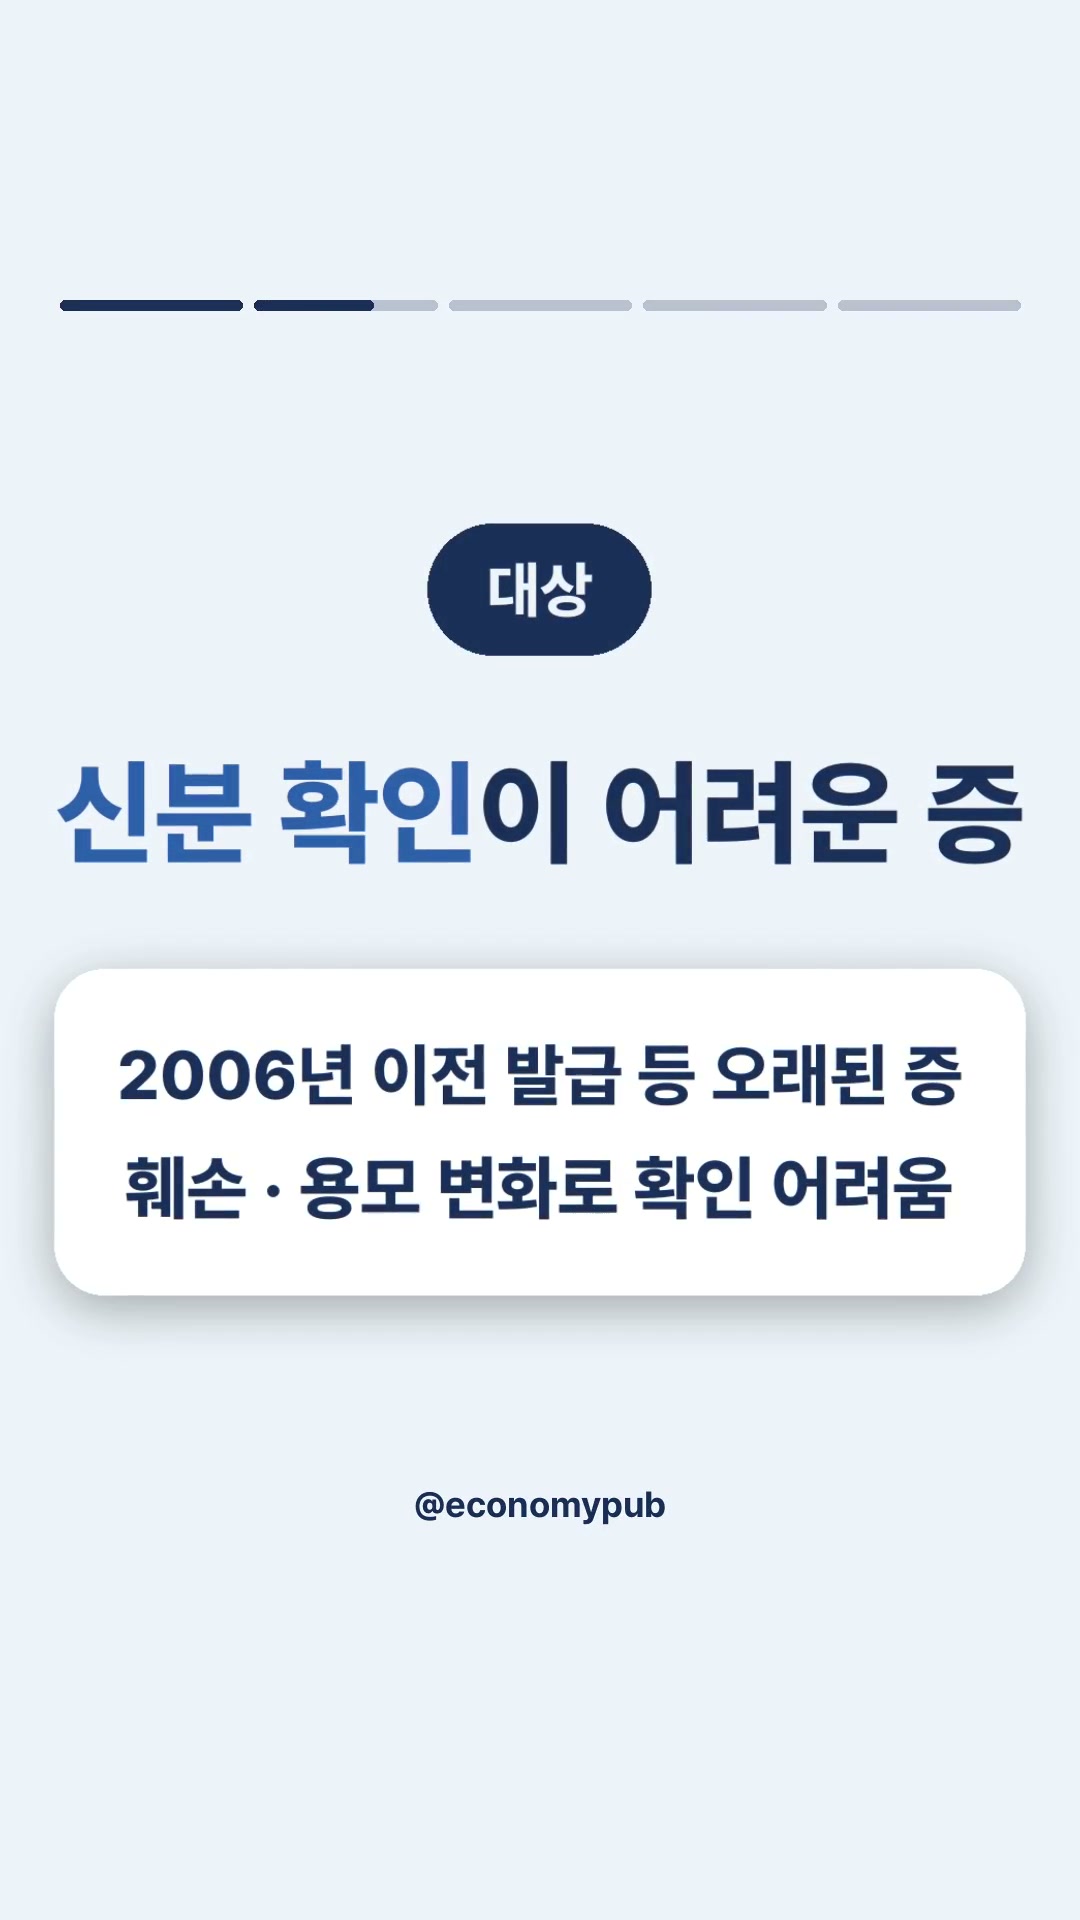 대상
신분 확인이 어려운 증
2006년 이전 발급 등 오래된 증
훼손 · 용모 변화로 확인 어려움
@economypub